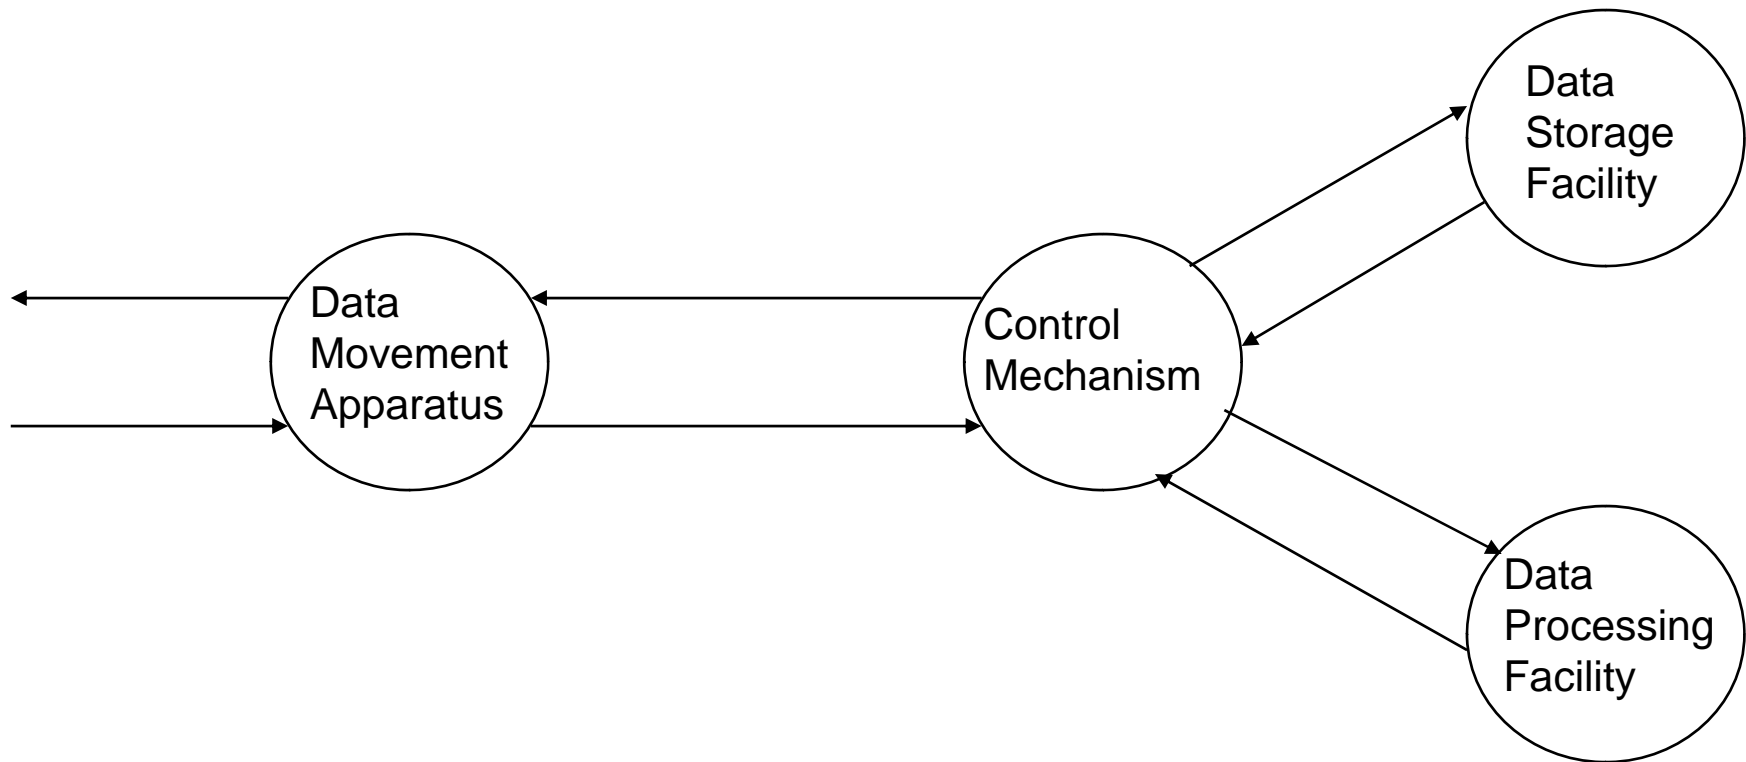 Data
Storage
Facility
Data
Movement
Apparatus
Control
Mechanism
Data
Processing
Facility